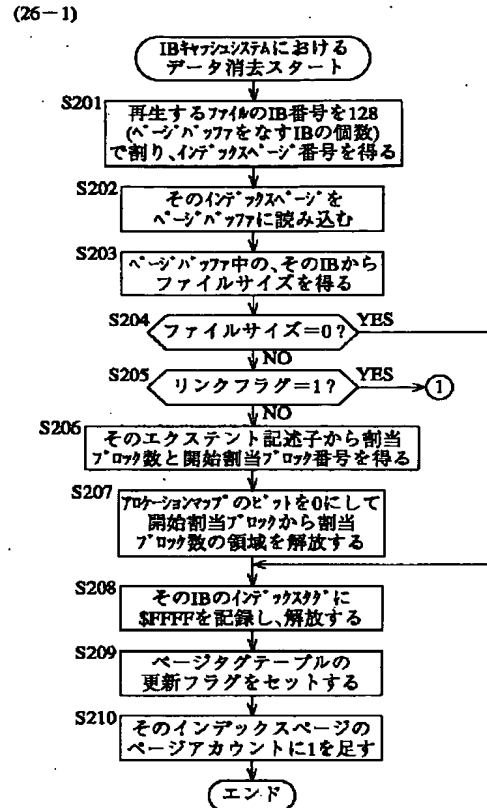 (26-1)
IBキャッシュシステムにおける
データ消去スタート
S201
再生するファイルのIB番号を128
(ページバッファをなすIBの個数)
で割り、インデックスページ番号を得る
S202
そのインデックスページを
ページバッファに読み込む
S203
ページバッファ中の、そのIBから
ファイルサイズを得る
S204
ファイルサイズ=0?
YES
NO
S205
リンクフラグ=1?
YES
1
NO
S206
そのエクステント記述子から割当
ブロック数と開始割当ブロック番号を得る
S207
アロケーションマップのビットを0にして
開始割当ブロックから割当
ブロック数の領域を解放する
S208
そのIBのインデックスタグに
$FFFFを記録し、解放する
S209
ページタグテーブルの
更新フラグをセットする
S210
そのインデックスページの
ページアカウントに1を足す
エンド